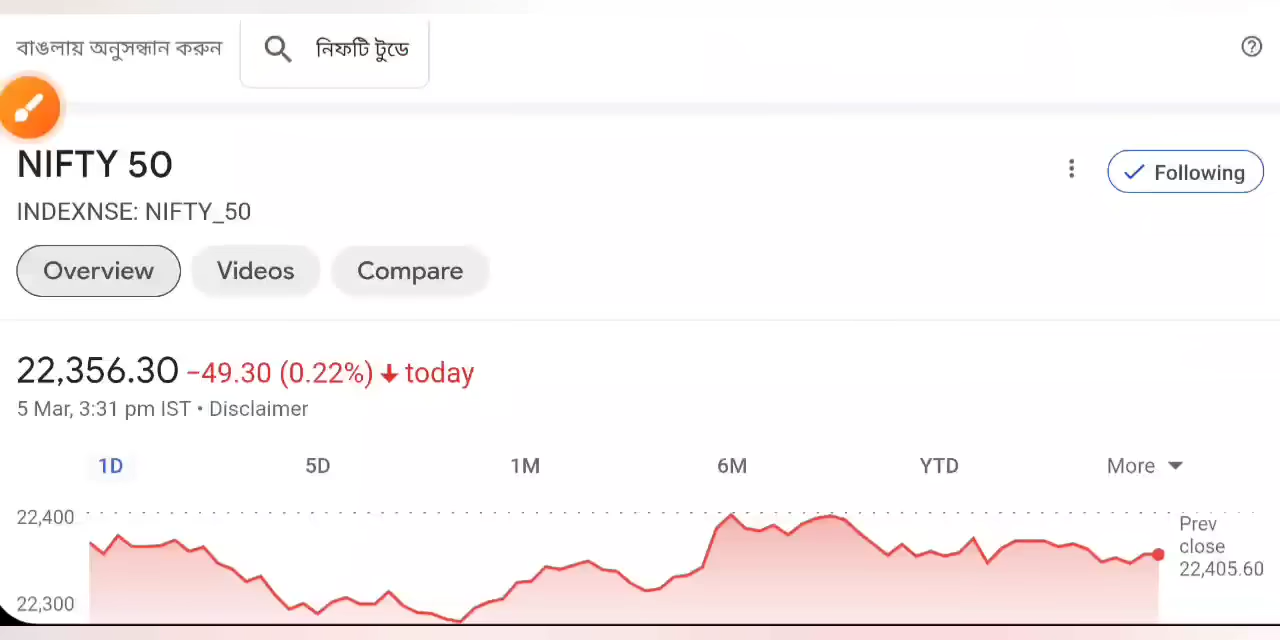 বাঙলায় অনুসন্ধান করুন
নিফটি টুডে
NIFTY 50
Following
INDEXNSE: NIFTY_50
Overview
Videos
Compare
22,356.30 −49.30 (0.22%) ↓ today
5 Mar, 3:31 pm IST • Disclaimer
1D
5D
1M
6M
YTD
More
22,400
22,300
Prev
close
22,405.60